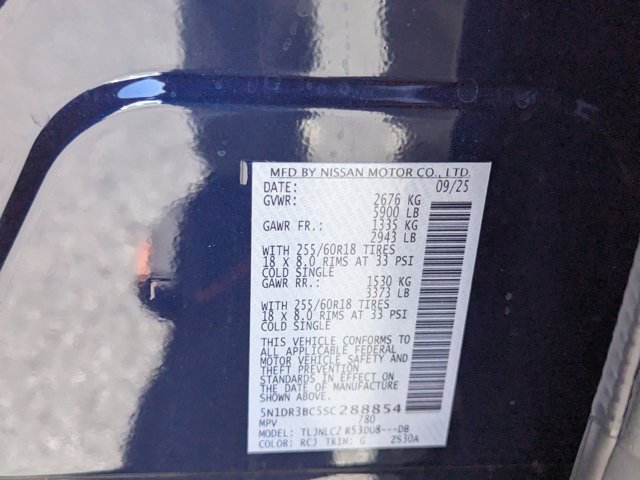 MFD BY NISSAN MOTOR CO., LTD.
DATE: 09/25
GVWR: 2676 KG
5900 LB
GAWR FR.: 1335 KG
2943 LB
WITH 255/60R18 TIRES
18 X 8.0 RIMS AT 33 PSI
COLD SINGLE
GAWR RR.: 1530 KG
3373 LB
WITH 255/60R18 TIRES
18 X 8.0 RIMS AT 33 PSI
COLD SINGLE
THIS VEHICLE CONFORMS TO
ALL APPLICABLE FEDERAL
MOTOR VEHICLE SAFETY AND
THEFT PREVENTION
STANDARDS IN EFFECT ON
THE DATE OF MANUFACTURE
SHOWN ABOVE.
5N1DR3BC5SC288854
MPV 780
MODEL: TLJNLC2 R53DU8---DB
COLOR: RCJ TRIM: G ZS30A